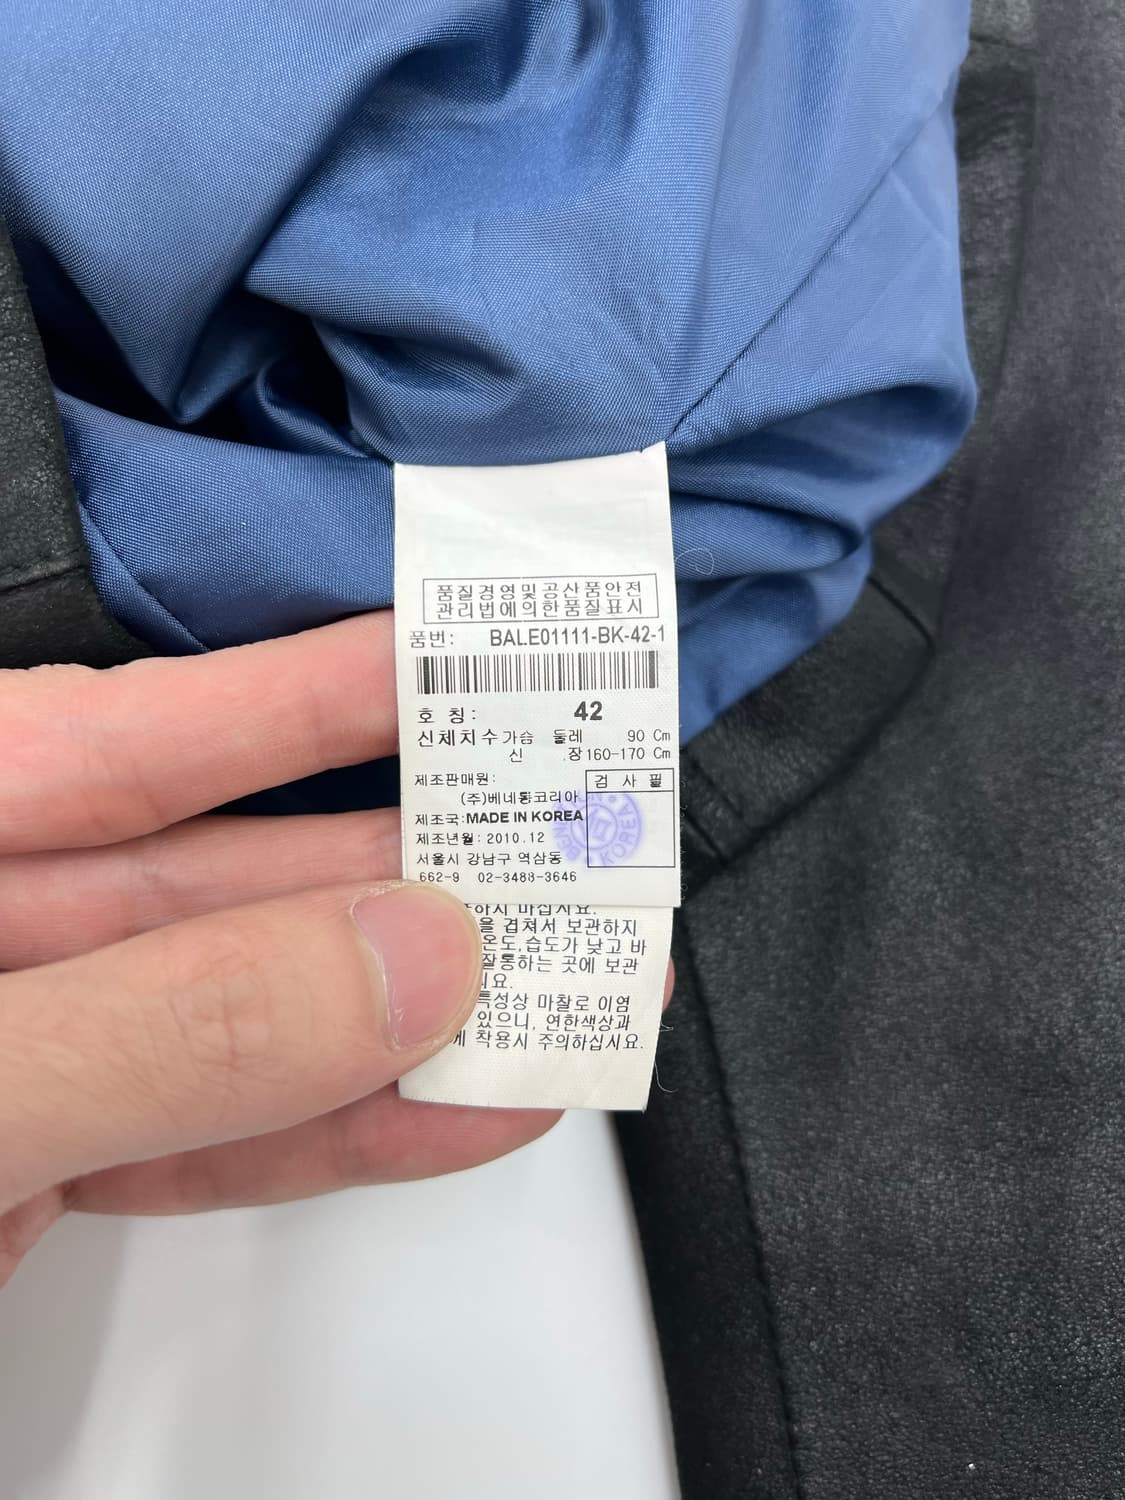 품질경영및공산품안전
관리법에의한품질표시
품번: BALE01111-BK-42-1
호 칭: 42
신체치수 가슴 둘레 90 Cm
신 장 160-170 Cm
제조판매원: 검 사 필
(주)베네통코리아
제조국:MADE IN KOREA
제조년월: 2010.12
서울시 강남구 역삼동
662-9 02-3488-3646
KOREA
하시 마십시요.
을 겹쳐서 보관하지
온도,습도가 낮고 바
잘통하는 곳에 보관
요.
특성상 마찰로 이염
있으니, 연한색상과
께 착용시 주의하십시요.